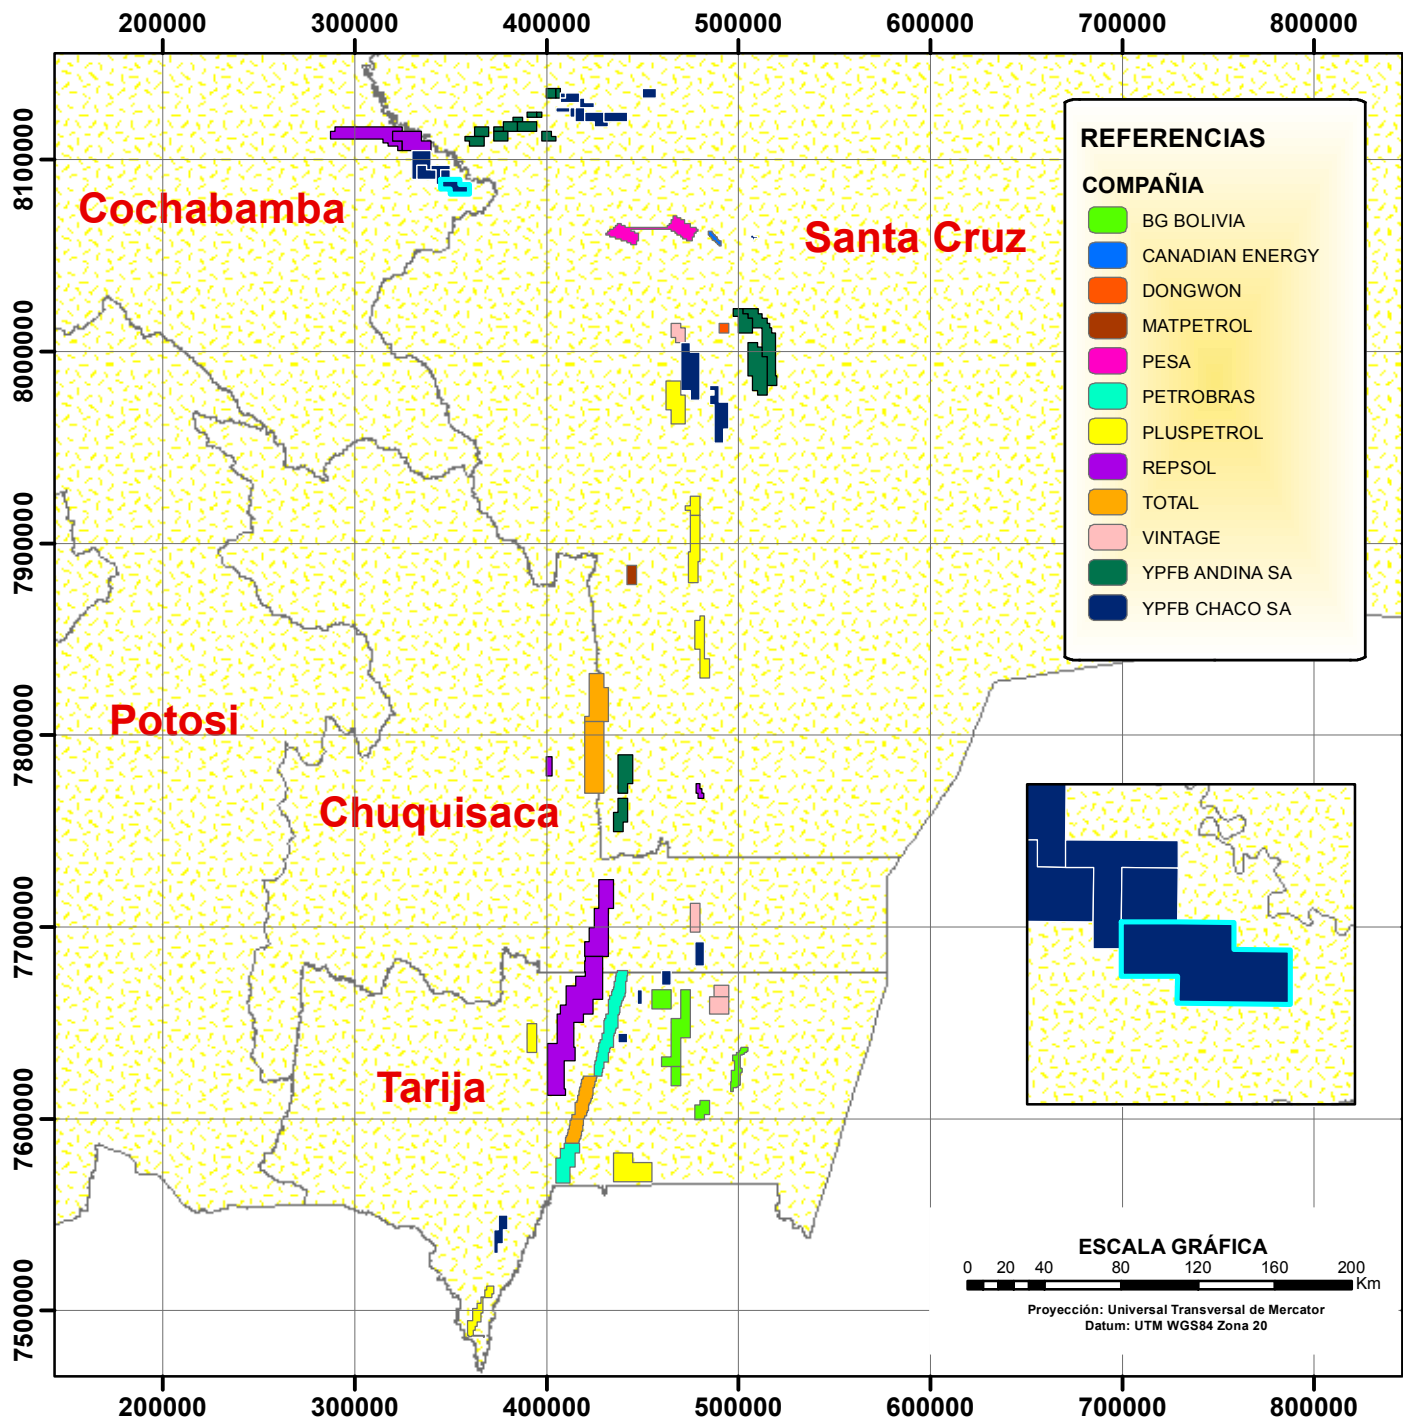 200000 300000 400000 500000 600000 700000 800000
8100000
8000000
7900000
7800000
7700000
7600000
7500000
Cochabamba
Santa Cruz
Potosi
Chuquisaca
Tarija
REFERENCIAS
COMPAÑIA
BG BOLIVIA
CANADIAN ENERGY
DONGWON
MATPETROL
PESA
PETROBRAS
PLUSPETROL
REPSOL
TOTAL
VINTAGE
YPFB ANDINA SA
YPFB CHACO SA
ESCALA GRÁFICA
0 20 40 80 120 160 200
Km
Proyección: Universal Transversal de Mercator
Datum: UTM WGS84 Zona 20
200000 300000 400000 500000 600000 700000 800000